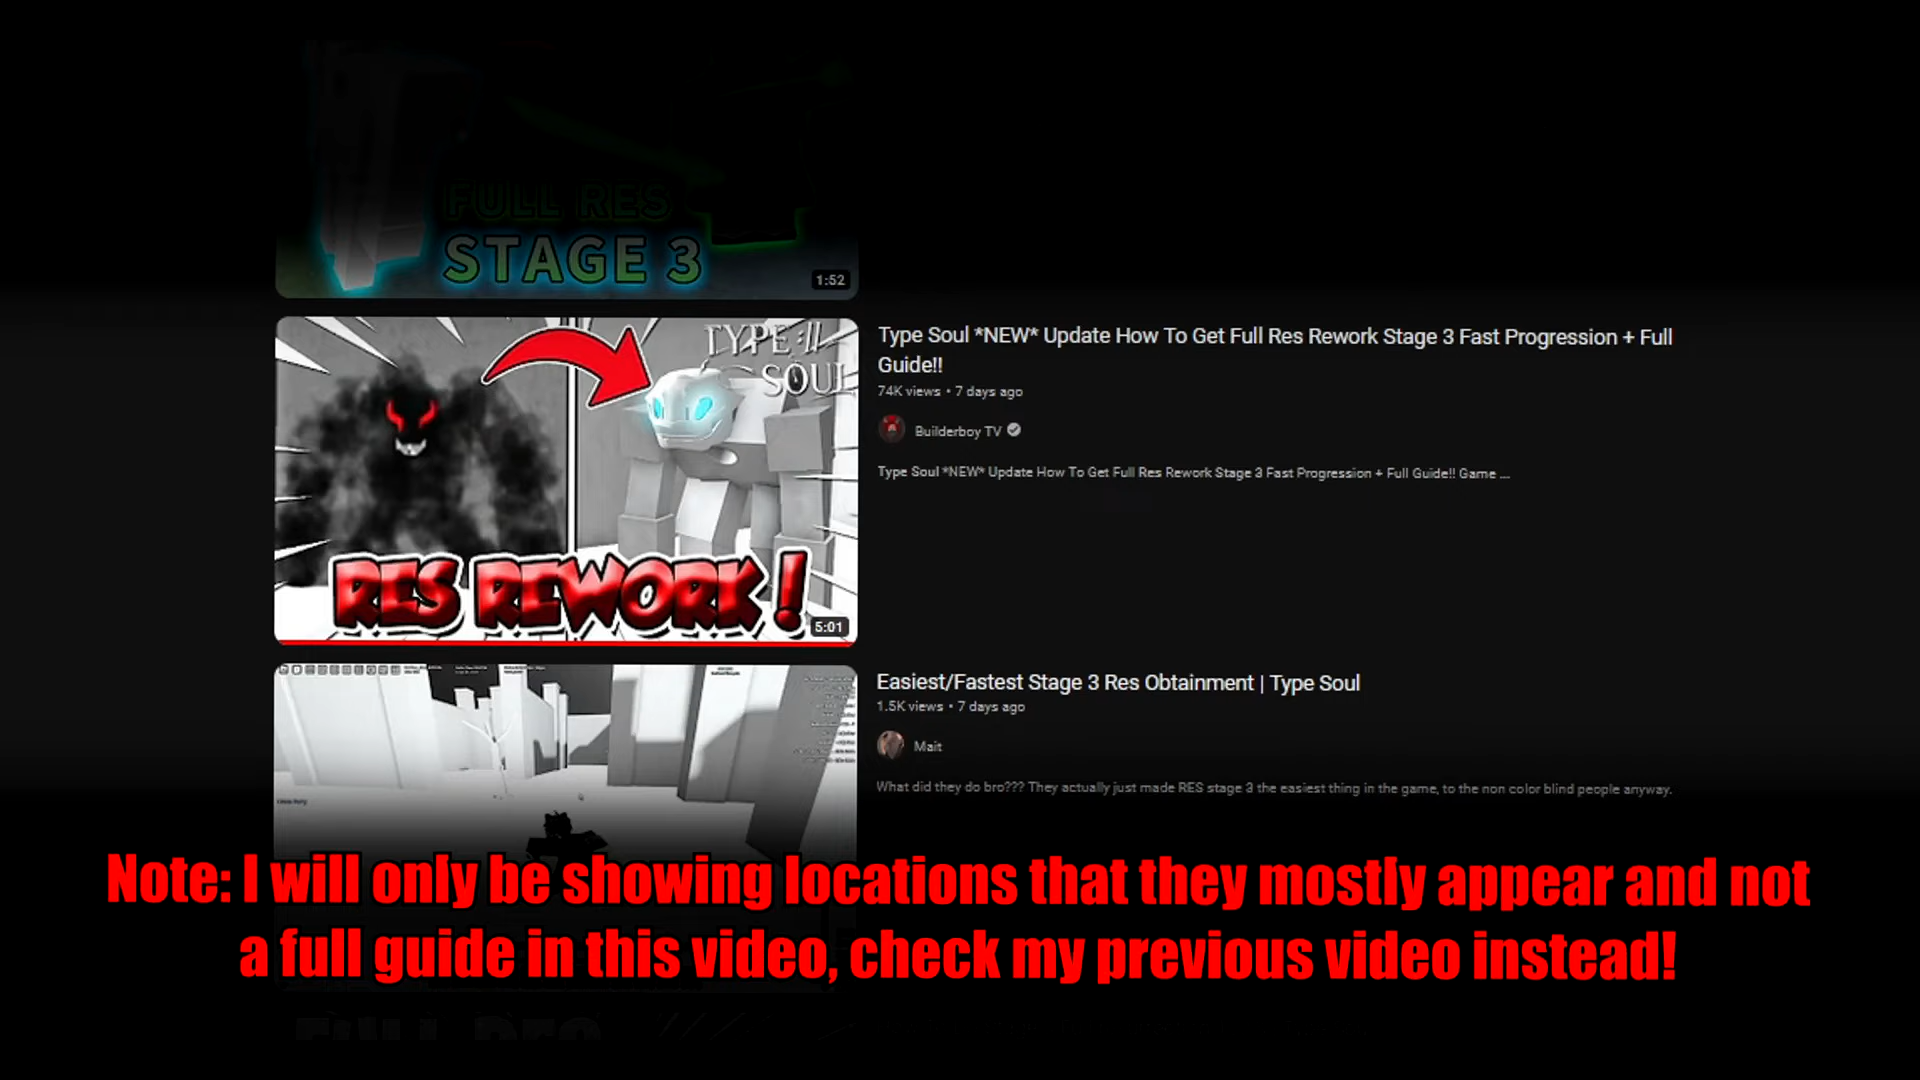 FULL RES
STAGE 3
1:52
TYPE://
SOUL
RES REWORK!
5:01
Type Soul *NEW* Update How To Get Full Res Rework Stage 3 Fast Progression + Full
Guide!!
74K views • 7 days ago
Builderboy TV
Type Soul *NEW* Update How To Get Full Res Rework Stage 3 Fast Progression + Full Guide!! Game ...
Easiest/Fastest Stage 3 Res Obtainment | Type Soul
1.5K views • 7 days ago
Mait
What did they do bro??? They actually just made RES stage 3 the easiest thing in the game, to the non color blind people anyway.
Note: I will only be showing locations that they mostly appear and not
a full guide in this video, check my previous video instead!
FULL RES